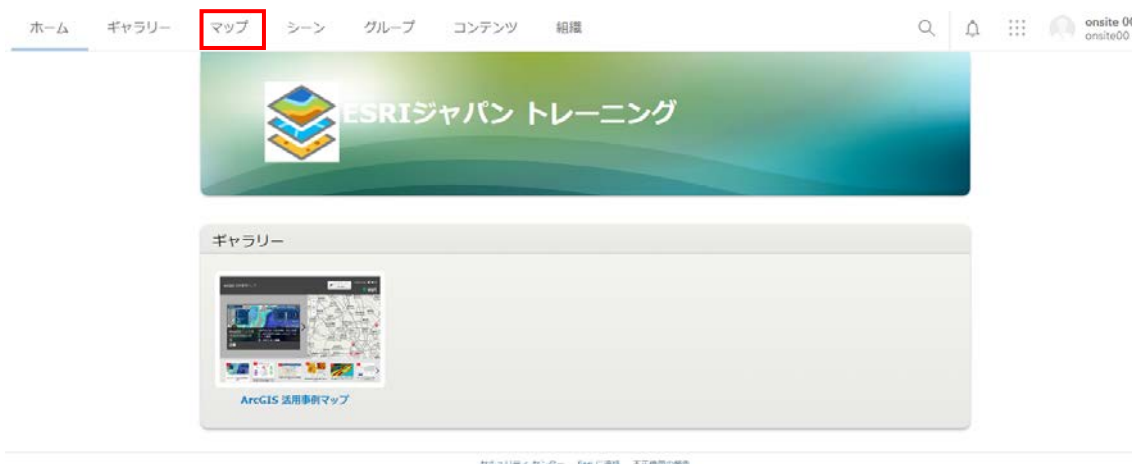 ホーム ギャラリー マップ シーン グループ コンテンツ 組織
onsite 00
onsite00
ESRIジャパン トレーニング
ギャラリー
esri
ArcGIS 活用事例マップ